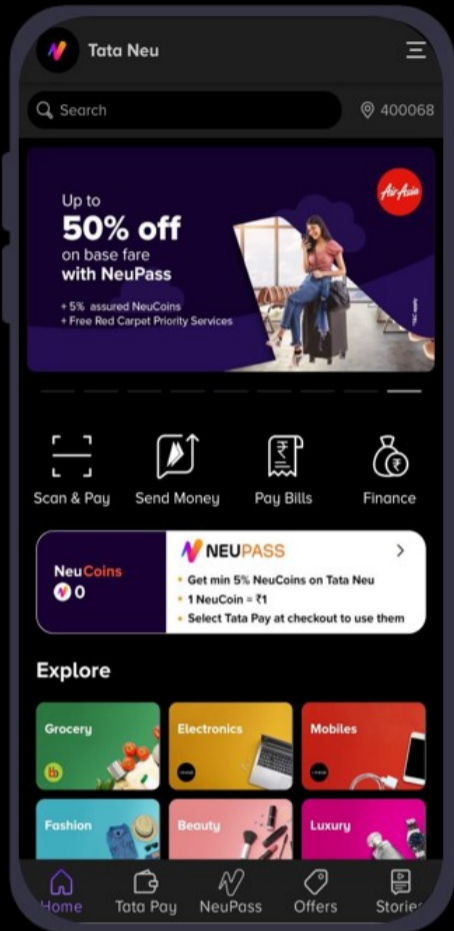 Tata Neu
Search
400068
Up to
50% off
on base fare
with NeuPass
+ 5% assured NeuCoins
+ Free Red Carpet Priority Services
AirAsia
*T&C apply
Scan & Pay
Send Money
Pay Bills
Finance
NeuCoins
0
NEUPASS
• Get min 5% NeuCoins on Tata Neu
• 1 NeuCoin = ₹1
• Select Tata Pay at checkout to use them
Explore
Grocery
Electronics
Mobiles
bb
Fashion
Beauty
Luxury
Home
Tata Pay
NeuPass
Offers
Stories